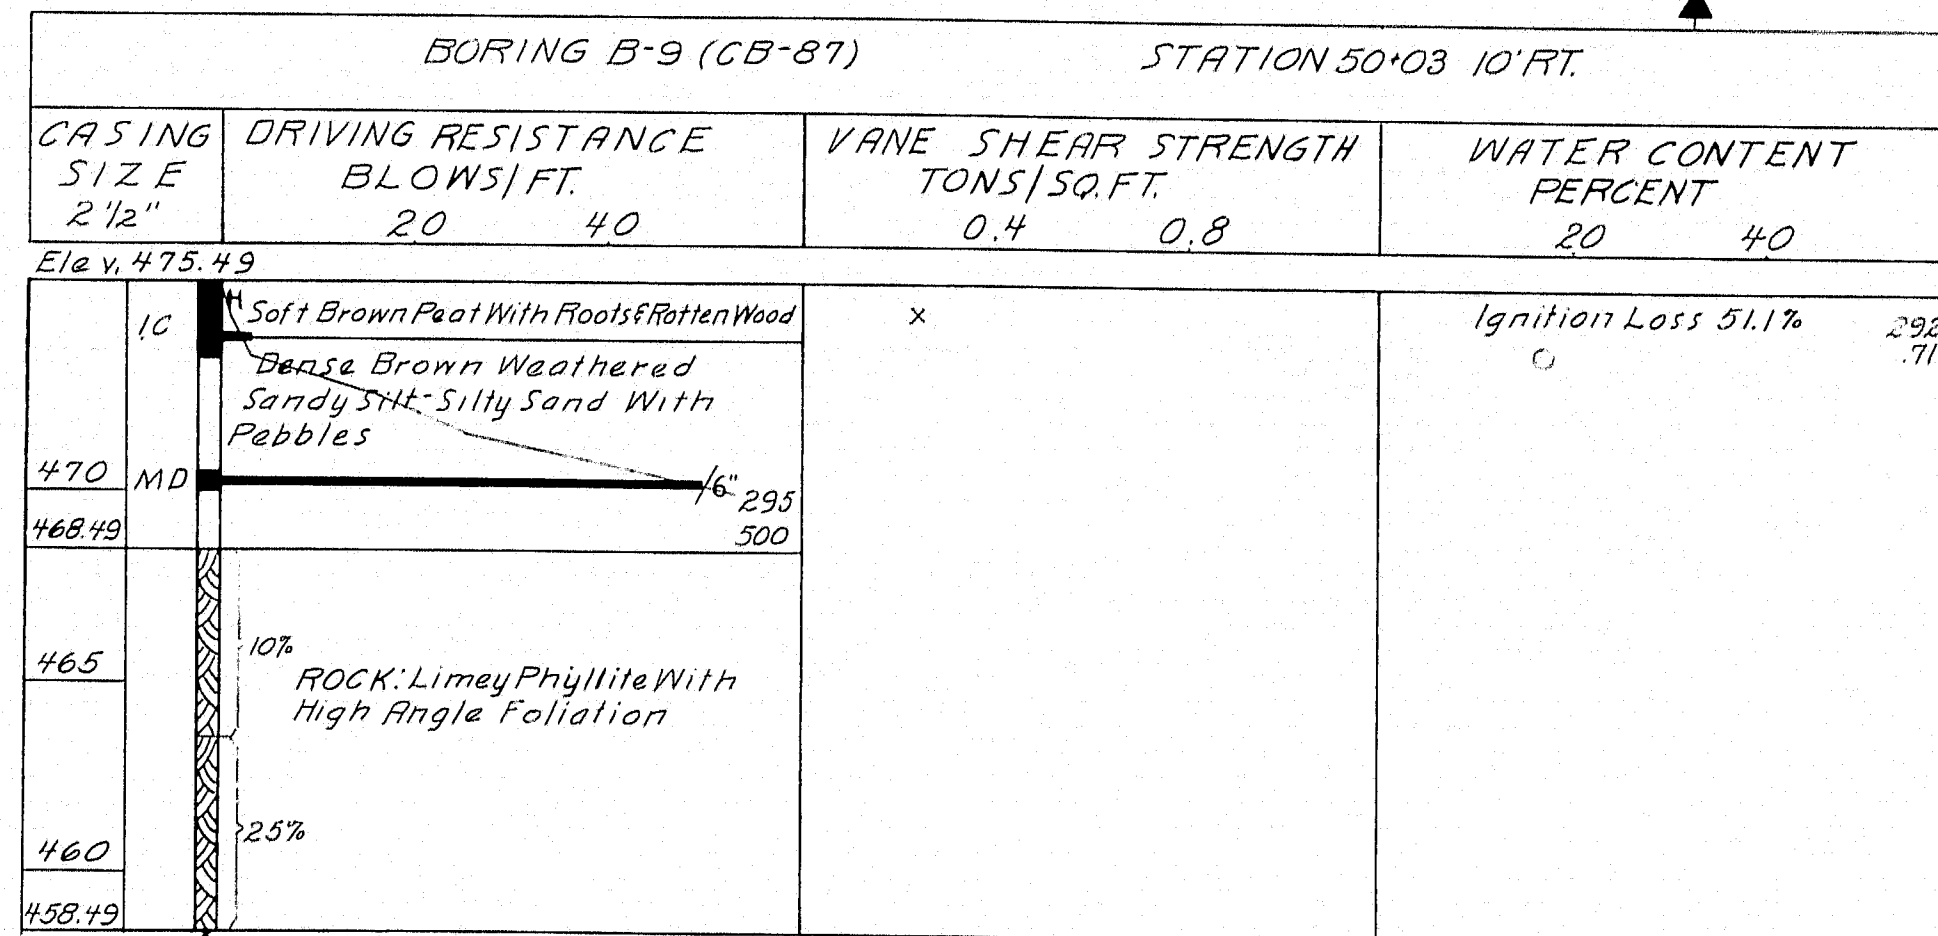 BORING B-9 (CB-87) STATION 50+03 10' RT.
CASING SIZE 2 1/2"
DRIVING RESISTANCE
BLOWS/FT.
20 40
VANE SHEAR STRENGTH
TONS/SQ.FT.
0.4 0.8
WATER CONTENT
PERCENT
20 40
Elev. 475.49
1C
H
Soft Brown Peat With Roots & Rotten Wood
x
Ignition Loss 51.1% 292
.71
Dense Brown Weathered
Sandy Silt-Silty Sand With
Pebbles
470 MD
/6" 295
468.49 500
10%
465
ROCK: Limey Phyllite With
High Angle Foliation
25%
460
458.49